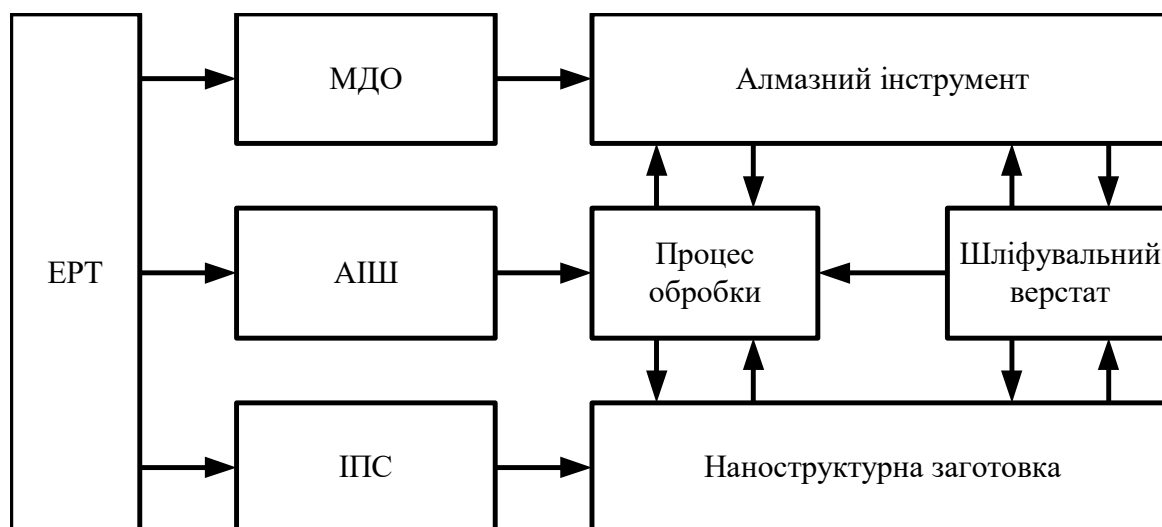 ЕРТ
МДО
Алмазний інструмент
АІШ
Процес
обробки
Шліфувальний
верстат
ІПС
Наноструктурна заготовка